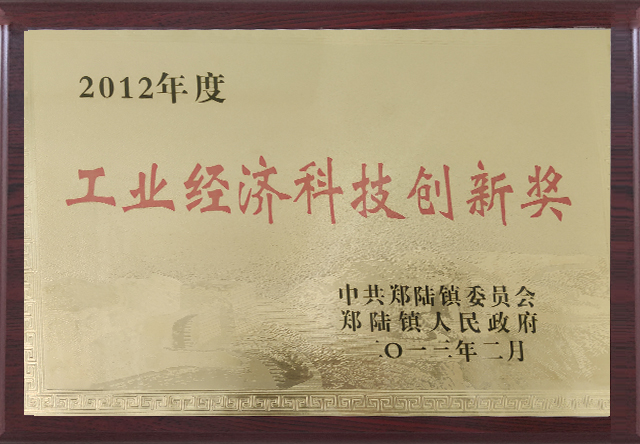 2012年度
工业经济科技创新奖
中共郑陆镇委员会
郑陆镇人民政府
二〇一三年二月